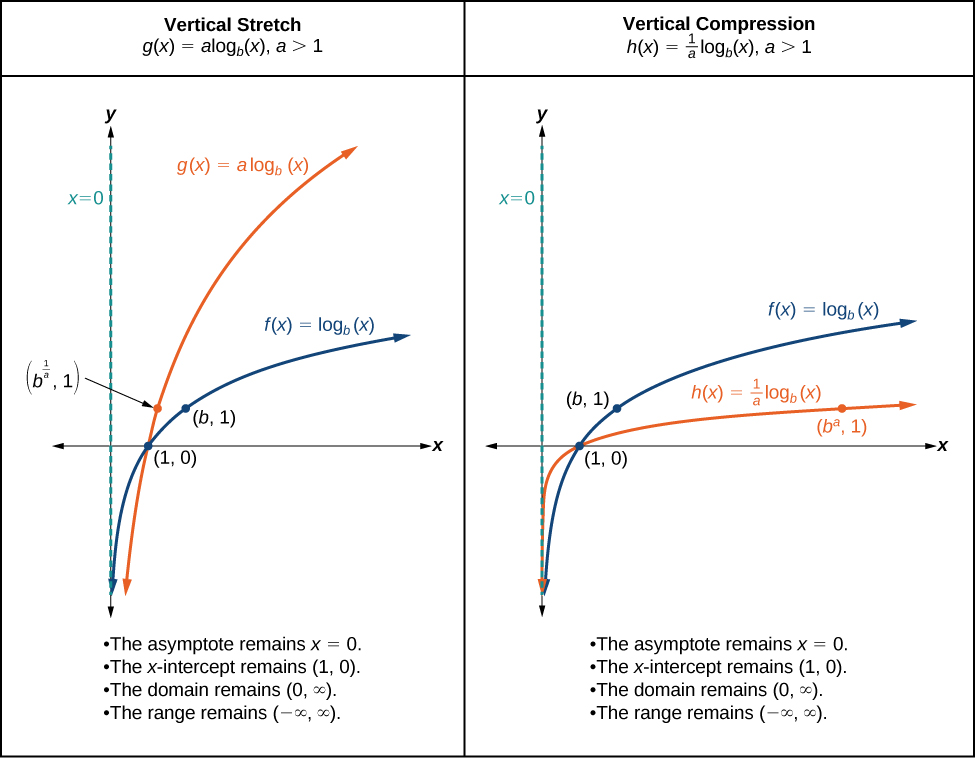 Vertical Stretch
g(x) = alog_b(x), a > 1
y
g(x) = a log_b (x)
x=0
f(x) = log_b(x)
(b^(1/a), 1)
(b, 1)
x
(1, 0)
•The asymptote remains x = 0.
•The x-intercept remains (1, 0).
•The domain remains (0, ∞).
•The range remains (−∞, ∞).
Vertical Compression
h(x) = 1/a log_b(x), a > 1
y
x=0
f(x) = log_b(x)
h(x) = 1/a log_b(x)
(b, 1)
(b^a, 1)
x
(1, 0)
•The asymptote remains x = 0.
•The x-intercept remains (1, 0).
•The domain remains (0, ∞).
•The range remains (−∞, ∞).